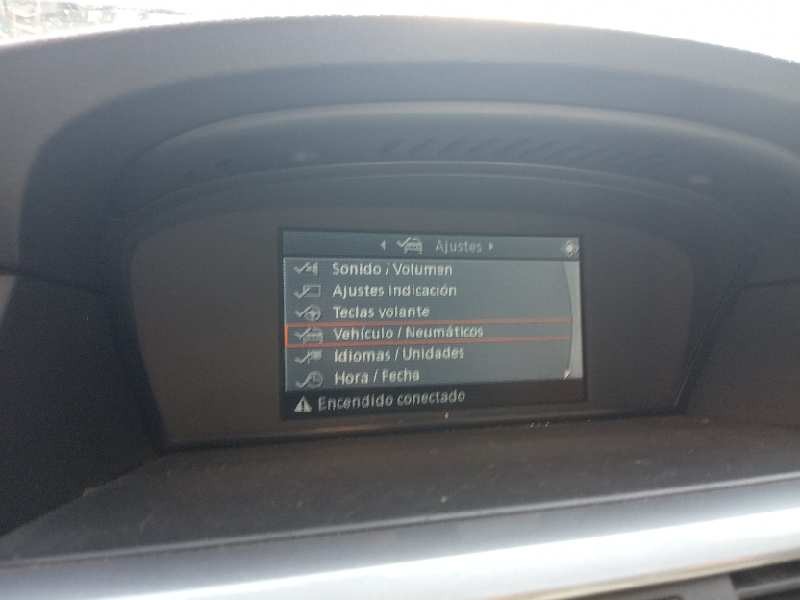 Ajustes
Sonido / Volumen
Ajustes indicación
Teclas volante
Vehículo / Neumáticos
Idiomas / Unidades
Hora / Fecha
Encendido conectado